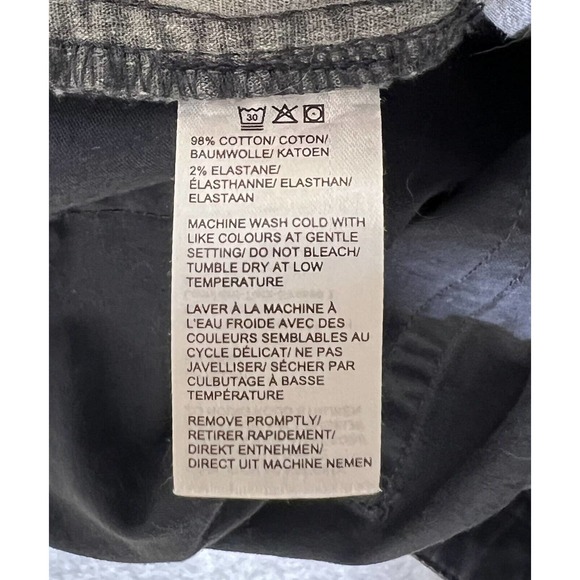 30
98% COTTON/ COTON/
BAUMWOLLE/ KATOEN
2% ELASTANE/
ÉLASTHANNE/ ELASTHAN/
ELASTAAN
MACHINE WASH COLD WITH
LIKE COLOURS AT GENTLE
SETTING/ DO NOT BLEACH/
TUMBLE DRY AT LOW
TEMPERATURE
LAVER À LA MACHINE À
L'EAU FROIDE AVEC DES
COULEURS SEMBLABLES AU
CYCLE DÉLICAT/ NE PAS
JAVELLISER/ SÉCHER PAR
CULBUTAGE À BASSE
TEMPÉRATURE
REMOVE PROMPTLY/
RETIRER RAPIDEMENT/
DIREKT ENTNEHMEN/
DIRECT UIT MACHINE NEMEN